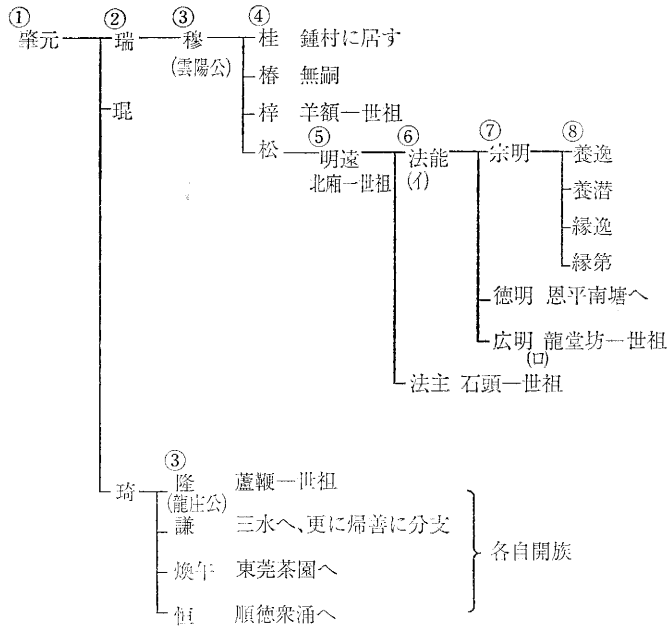 ① ② ③ ④
肇元 瑞 穆 桂 鍾村に居す
(雲陽公)
琨 椿 無嗣
梓 羊額一世祖
⑤ ⑥ ⑦ ⑧
松 明遠 法能 宗明 養逸
北廂一世祖 (イ)
養潜
縁逸
縁第
徳明 恩平南塘へ
広明 龍堂坊一世祖
(ロ)
法主 石頭一世祖
③
琦 隆 蘆鞭一世祖
(龍庄公)
謙 三水へ、更に帰善に分支
各自開族
煥午 東莞茶園へ
恒 順徳衆涌へ